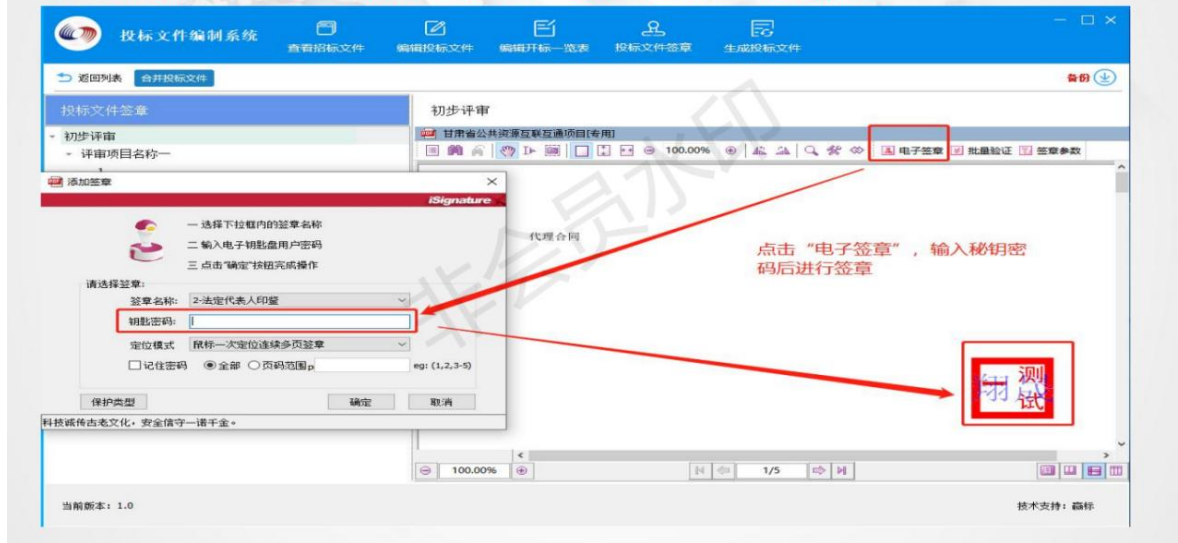 投标文件编制系统
查看招标文件
编辑投标文件
编辑开标一览表
投标文件签章
生成投标文件
返回列表
合并投标文件
备份
投标文件签章
初步评审
初步评审
甘肃省公共资源互联互通项目[专用]
评审项目名称一
1
100.00%
电子签章
批量验证
签章参数
添加签章
iSignature
一 选择下拉框内的签章名称
二 输入电子钥匙盘用户密码
三 点击"确定"按钮完成操作
请选择签章:
签章名称:
2-法定代表人印鉴
钥匙密码:
定位模式
鼠标一次定位连续多页签章
记住密码
全部
页码范围p
eg: (1,2,3-5)
保护类型
确定
取消
科技诚传古老文化，安全信守一诺千金。
代理合同
点击“电子签章”，输入秘钥密
码后进行签章
测
试
非会员水印
100.00%
1/5
当前版本: 1.0
技术支持: 赢标